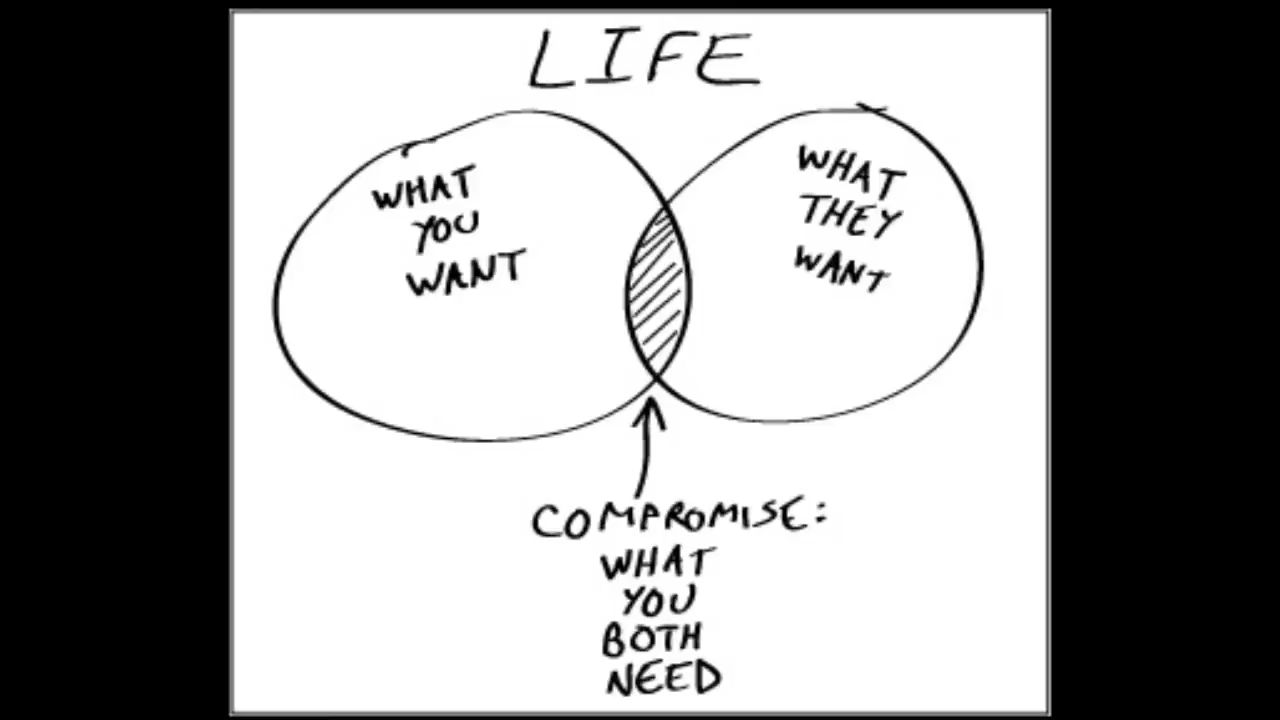 LIFE
WHAT
YOU
WANT
WHAT
THEY
WANT
COMPROMISE:
WHAT
YOU
BOTH
NEED